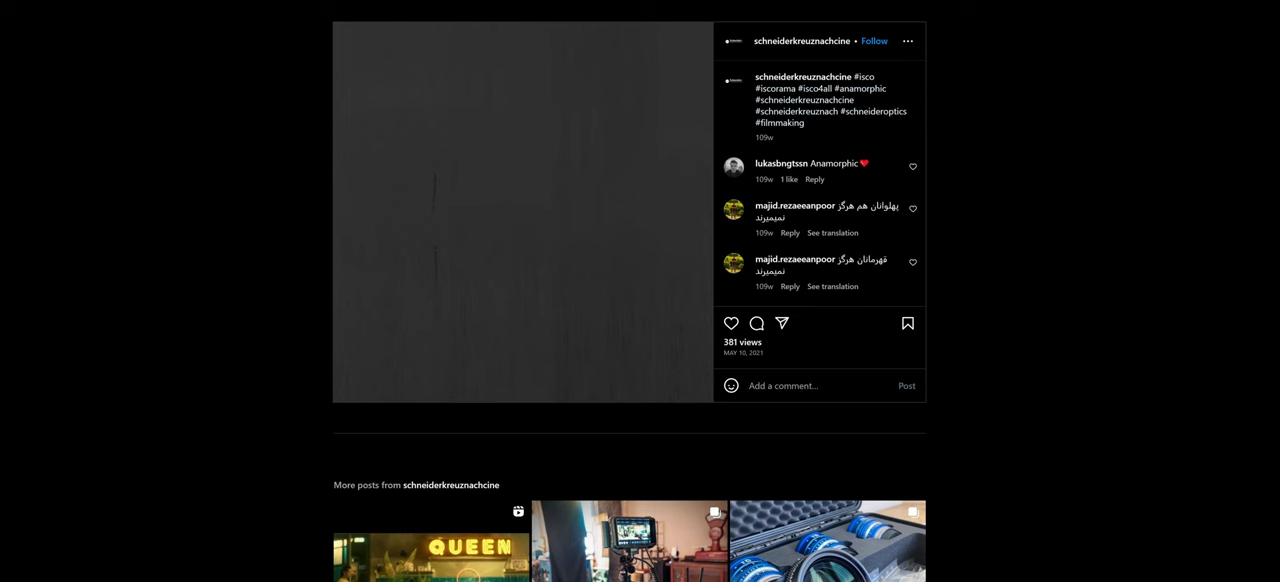 schneiderkreuznachcine • Follow
schneiderkreuznachcine #isco
#iscorama #isco4all #anamorphic
#schneiderkreuznachcine
#schneiderkreuznach #schneideroptics
#filmmaking
109w
lukasbngtssn Anamorphic❤️
109w 1 like Reply
majid.rezaeeanpoor پهلوانان هم هرگز
نمیمیرند
109w Reply See translation
majid.rezaeeanpoor قهرمانان هرگز
نمیمیرند
109w Reply See translation
381 views
MAY 10, 2021
Add a comment... Post
More posts from schneiderkreuznachcine
QUEEN